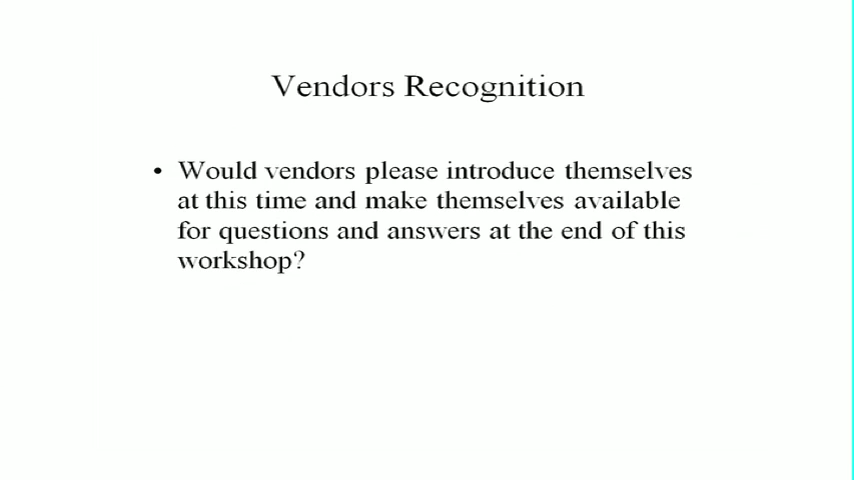 Vendors Recognition
• Would vendors please introduce themselves
at this time and make themselves available
for questions and answers at the end of this
workshop?